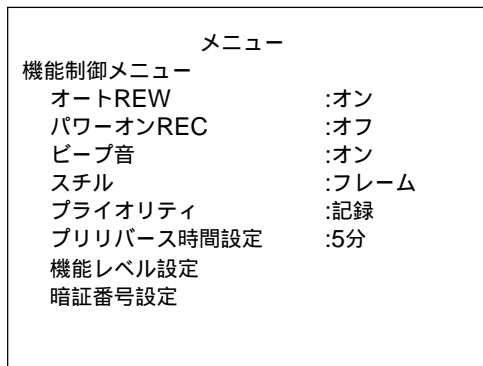 メニュー
機能制御メニュー
オートREW :オン
パワーオンREC :オフ
ビープ音 :オン
スチル :フレーム
プライオリティ :記録
プリリバース時間設定 :5分
機能レベル設定
暗証番号設定